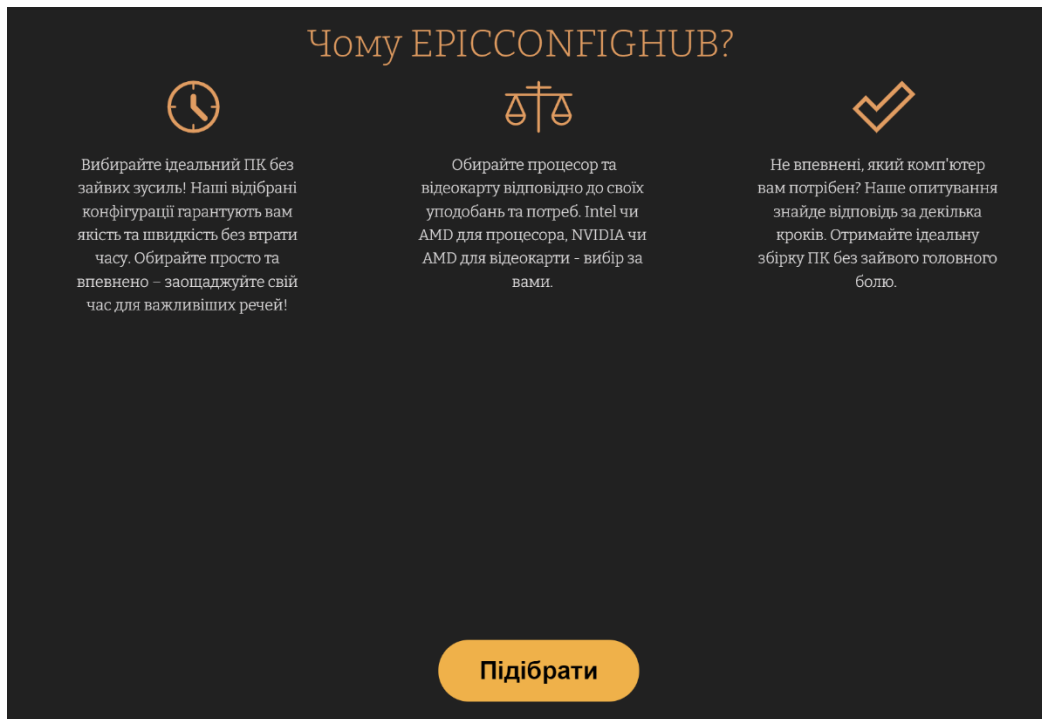 Чому EPICCONFIGHUB?
Вибирайте ідеальний ПК без
зайвих зусиль! Наші відібрані
конфігурації гарантують вам
якість та швидкість без втрати
часу. Обирайте просто та
впевнено – заощаджуйте свій
час для важливіших речей!
Обирайте процесор та
відеокарту відповідно до своїх
уподобань та потреб. Intel чи
AMD для процесора, NVIDIA чи
AMD для відеокарти - вибір за
вами.
Не впевнені, який комп'ютер
вам потрібен? Наше опитування
знайде відповідь за декілька
кроків. Отримайте ідеальну
збірку ПК без зайвого головного
болю.
Підібрати